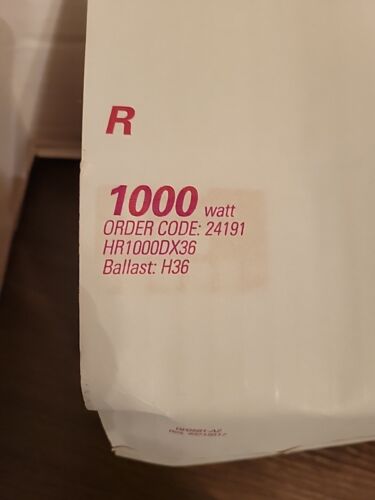 R
1000 watt
ORDER CODE: 24191
HR1000DX36
Ballast: H36